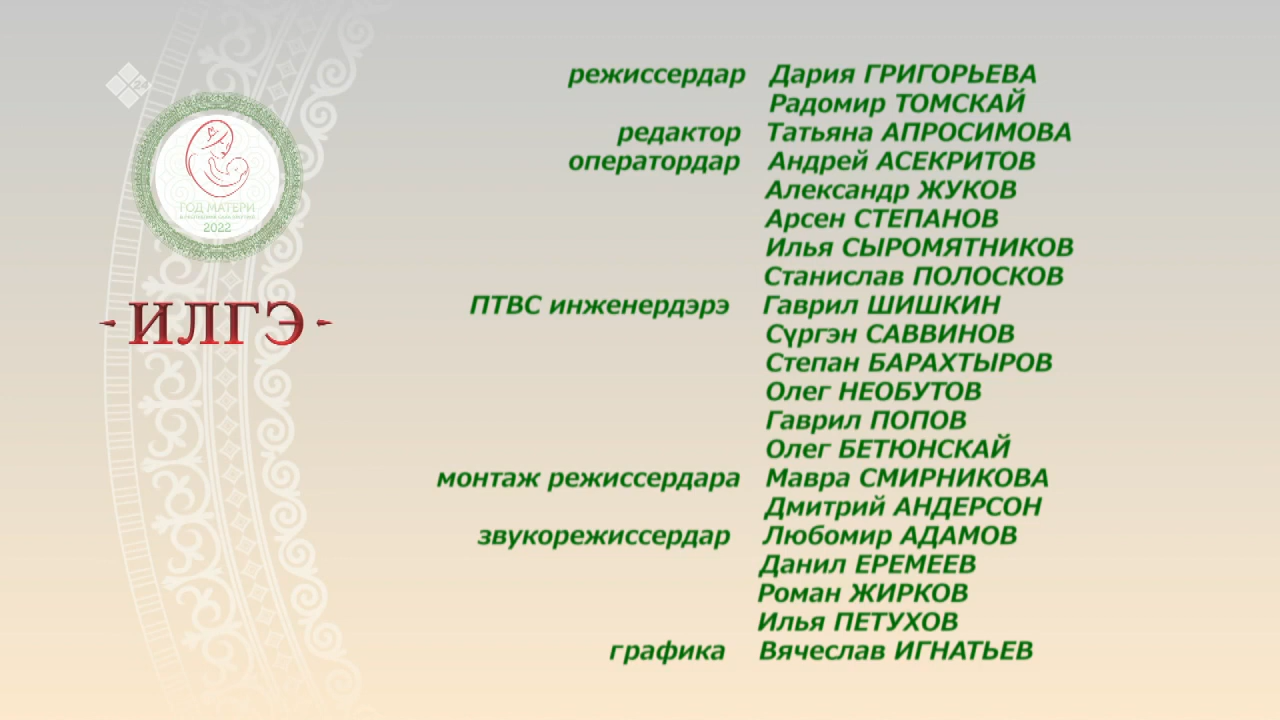 24
ГОД МАТЕРИ
2022
ИЛГЭ
режиссердар Дария ГРИГОРЬЕВА
Радомир ТОМСКАЙ
редактор Татьяна АПРОСИМОВА
оператордар Андрей АСЕКРИТОВ
Александр ЖУКОВ
Арсен СТЕПАНОВ
Илья СЫРОМЯТНИКОВ
Станислав ПОЛОСКОВ
ПТВС инженердэрэ Гаврил ШИШКИН
Сүргэн САВВИНОВ
Степан БАРАХТЫРОВ
Олег НЕОБУТОВ
Гаврил ПОПОВ
Олег БЕТЮНСКАЙ
монтаж режиссердара Мавра СМИРНИКОВА
Дмитрий АНДЕРСОН
звукорежиссердар Любомир АДАМОВ
Данил ЕРЕМЕЕВ
Роман ЖИРКОВ
Илья ПЕТУХОВ
графика Вячеслав ИГНАТЬЕВ